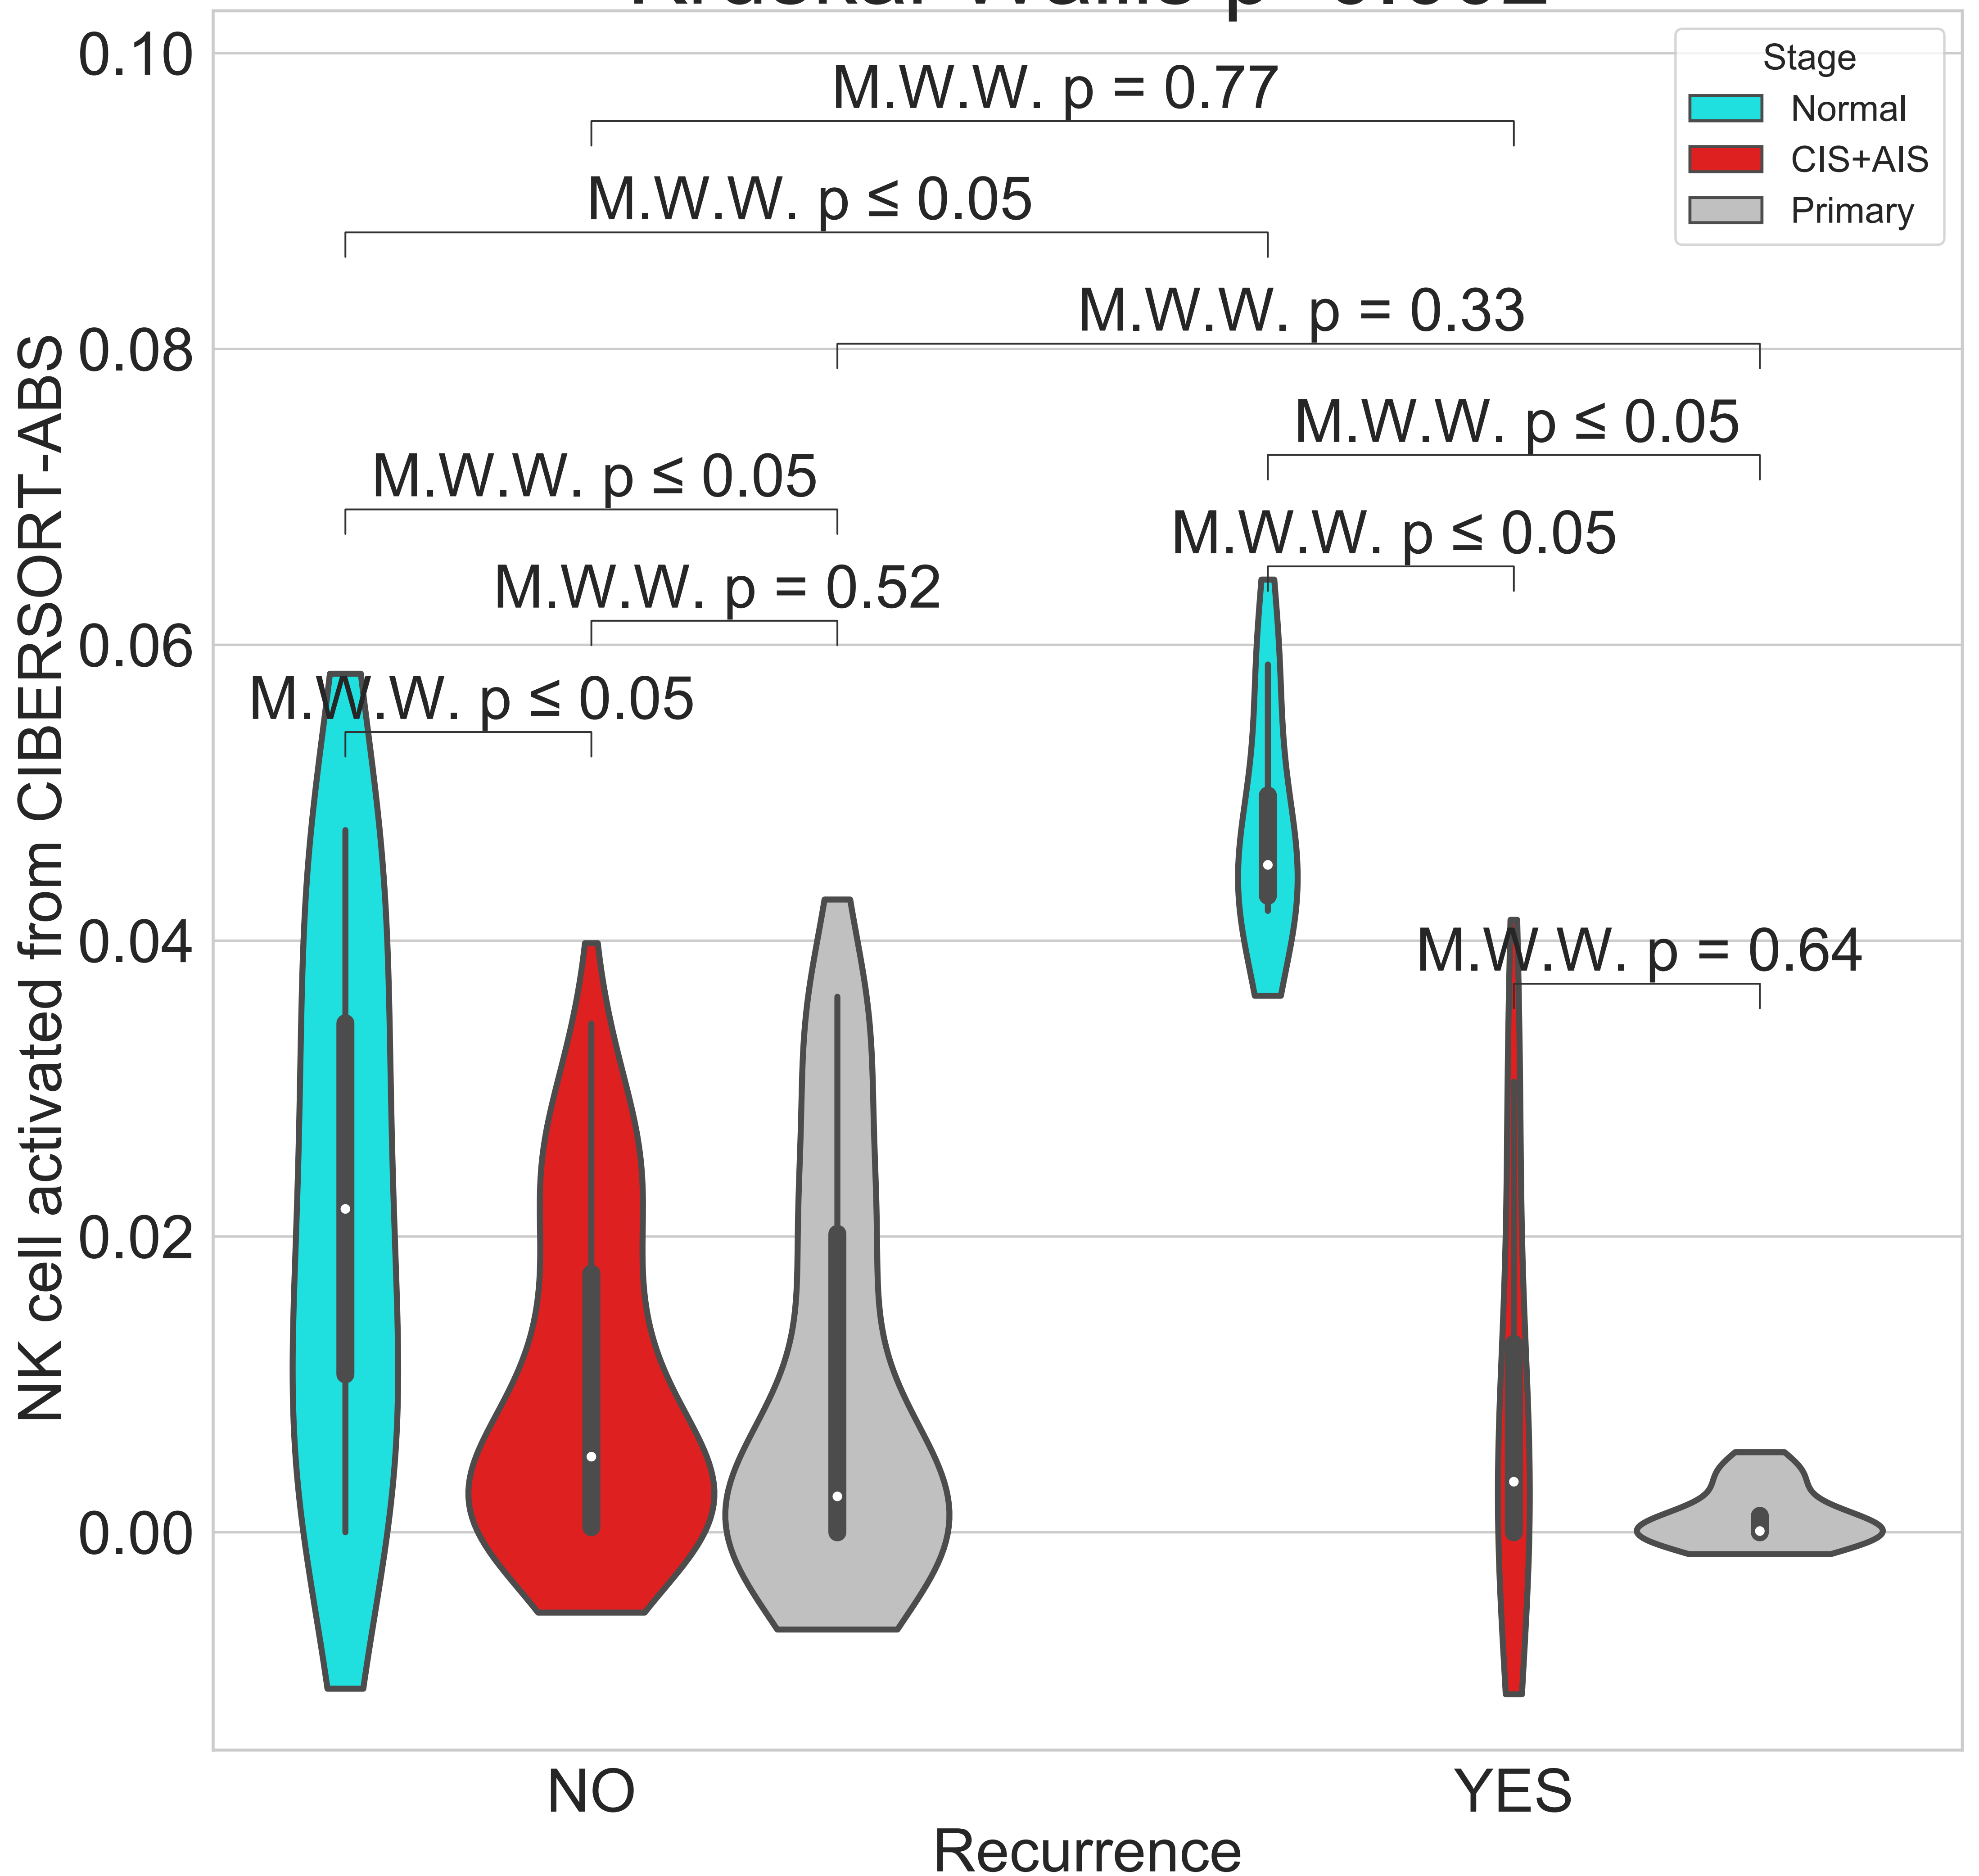 0.10
0.08
0.06
0.04
0.02
0.00
NK cell activated from CIBERSORT-ABS
Stage
Normal
CIS+AIS
Primary
M.W.W. p = 0.77
M.W.W. p ≤ 0.05
M.W.W. p = 0.33
M.W.W. p ≤ 0.05
M.W.W. p ≤ 0.05
M.W.W. p ≤ 0.05
M.W.W. p = 0.52
M.W.W. p ≤ 0.05
M.W.W. p = 0.64
NO
YES
Recurrence